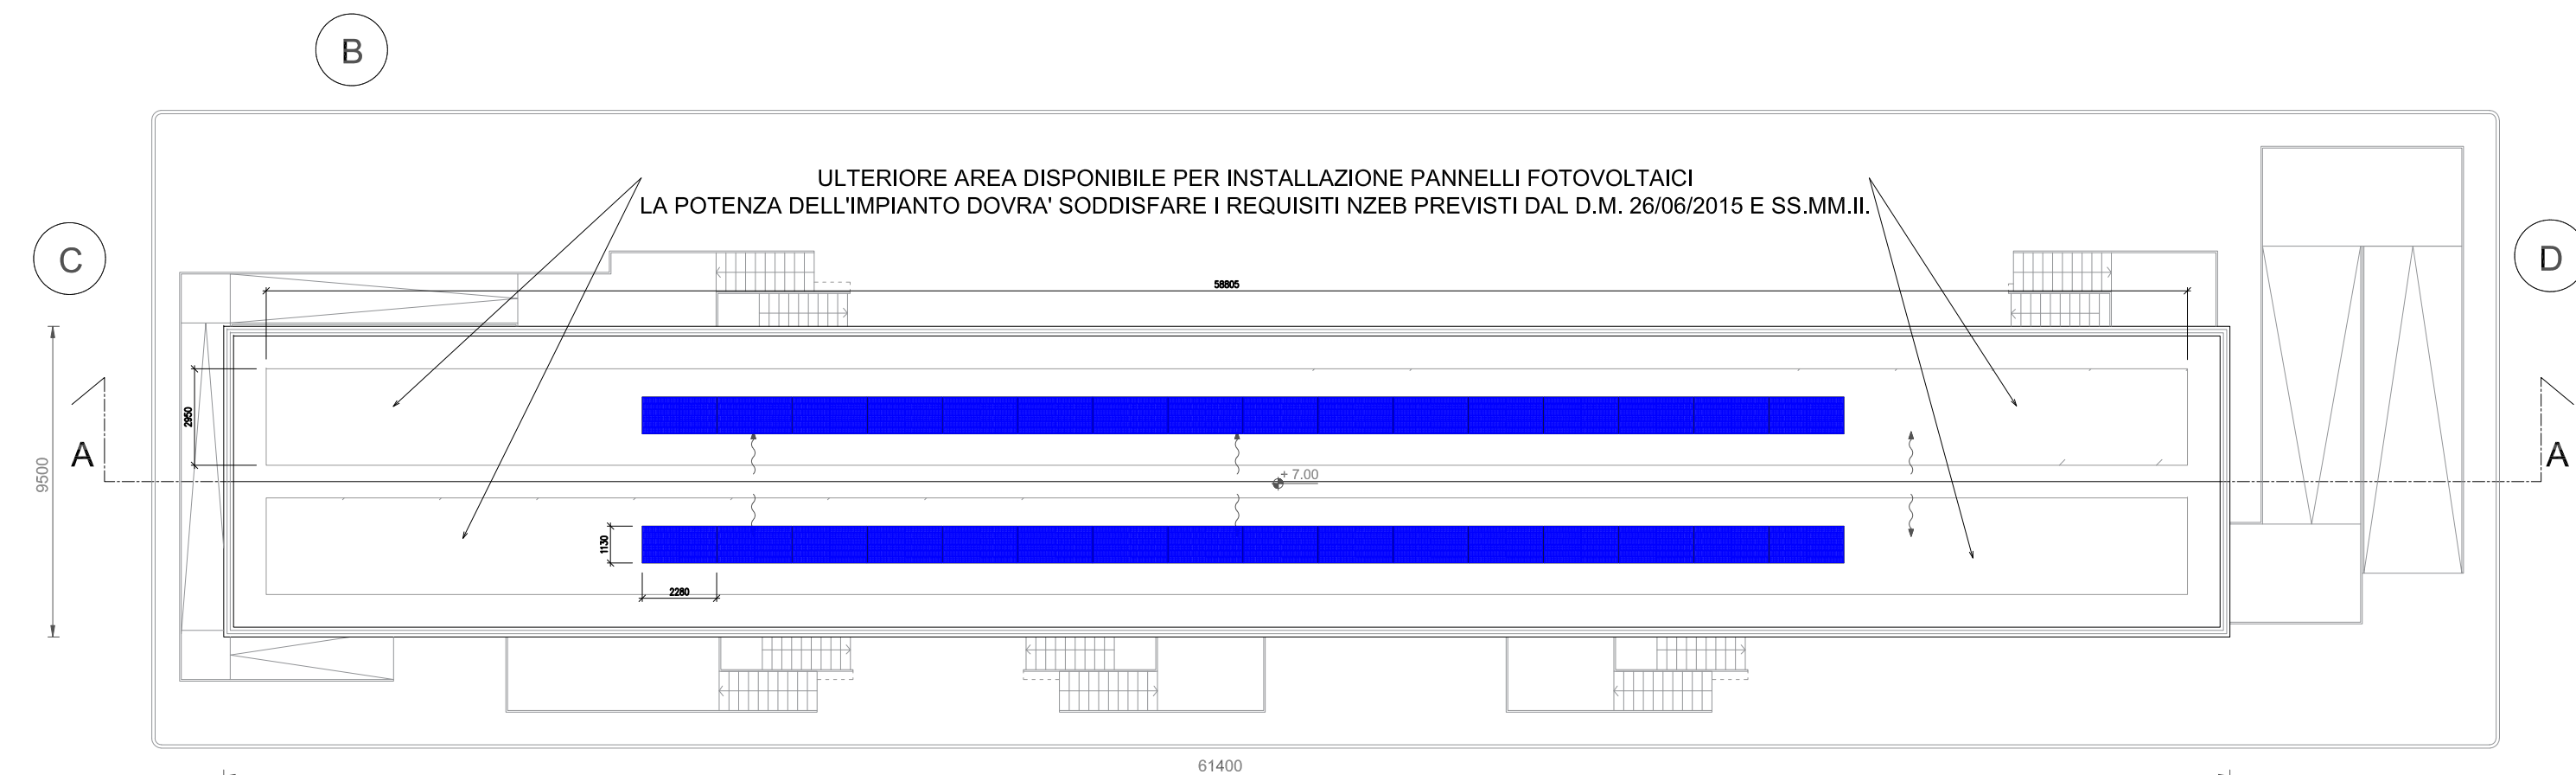 B
ULTERIORE AREA DISPONIBILE PER INSTALLAZIONE PANNELLI FOTOVOLTAICI
LA POTENZA DELL'IMPIANTO DOVRA' SODDISFARE I REQUISITI NZEB PREVISTI DAL D.M. 26/06/2015 E SS.MM.II.
C
D
58805
2950
A
A
9500
+ 7.00
1130
2280
61400